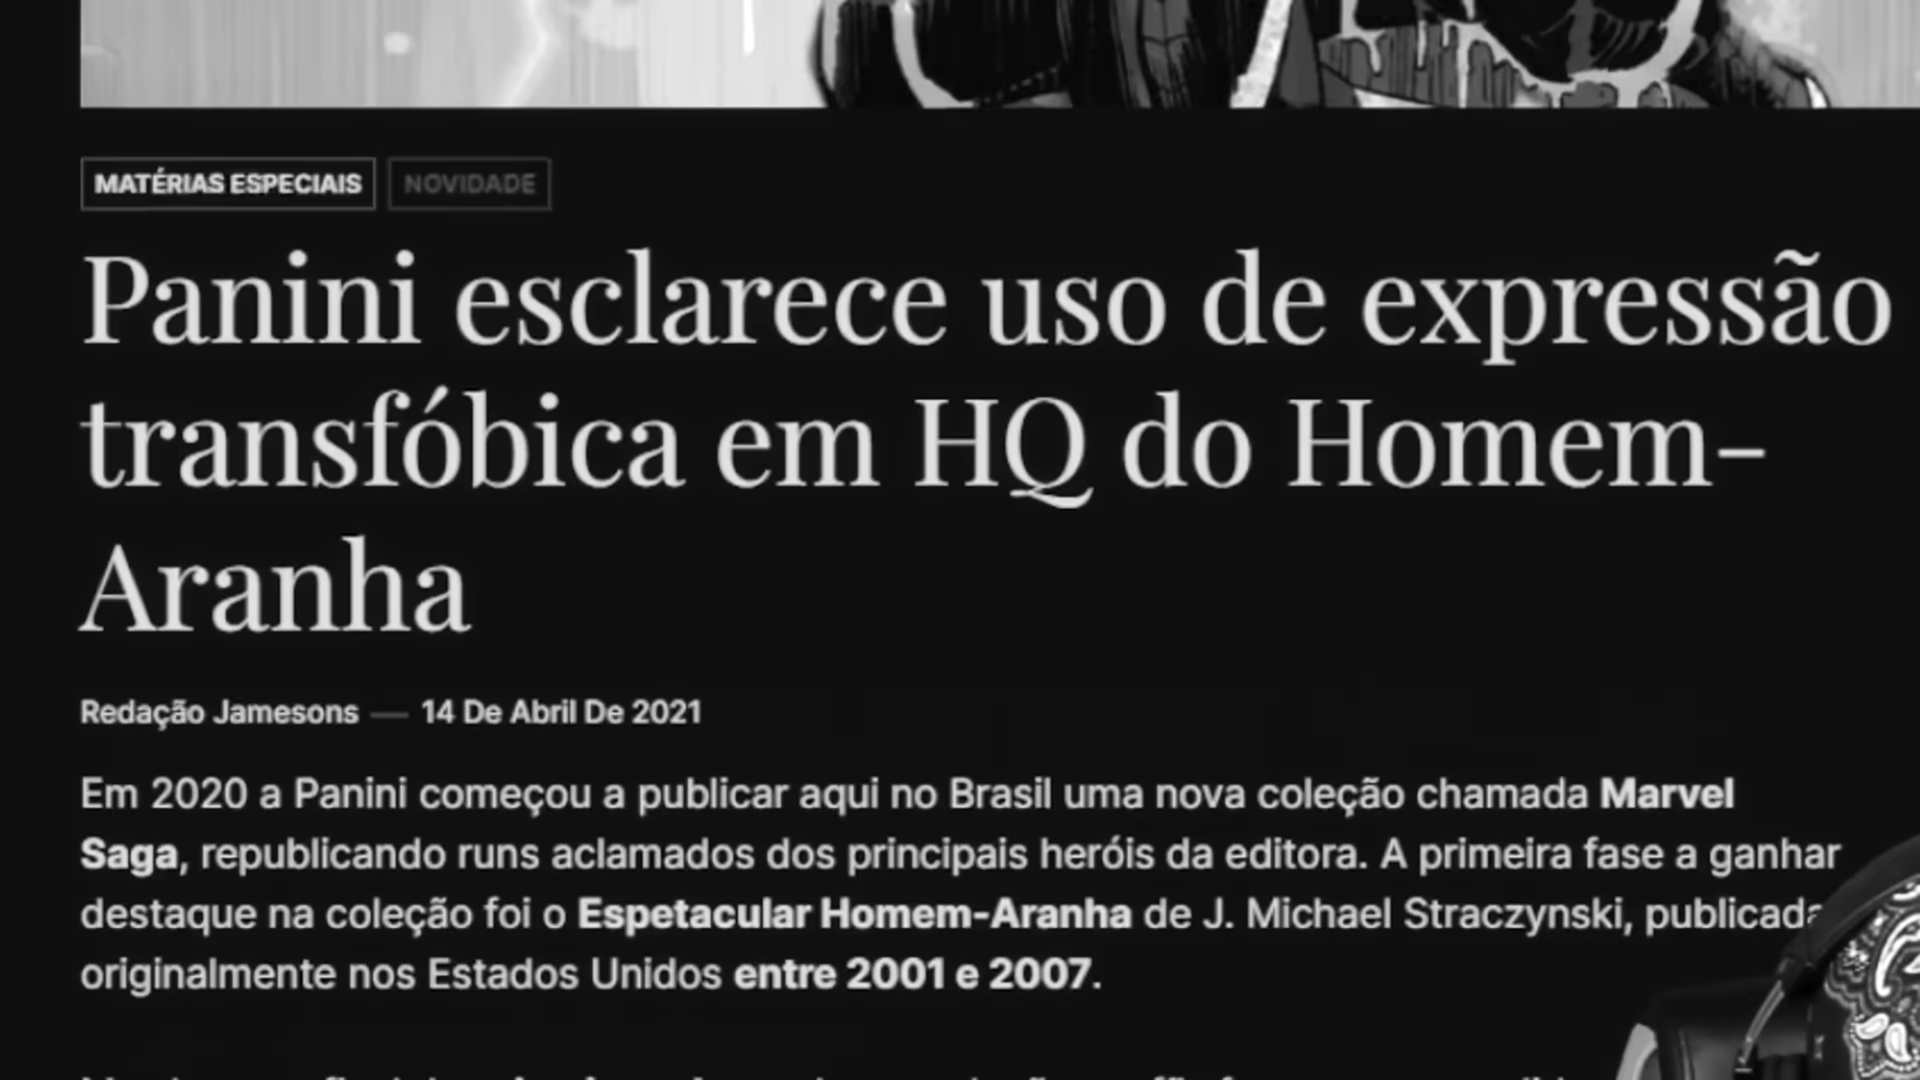 MATÉRIAS ESPECIAIS NOVIDADE
Panini esclarece uso de expressão
transfóbica em HQ do Homem-
Aranha
Redação Jamesons — 14 De Abril De 2021
Em 2020 a Panini começou a publicar aqui no Brasil uma nova coleção chamada Marvel
Saga, republicando runs aclamados dos principais heróis da editora. A primeira fase a ganhar
destaque na coleção foi o Espetacular Homem-Aranha de J. Michael Straczynski, publicada
originalmente nos Estados Unidos entre 2001 e 2007.